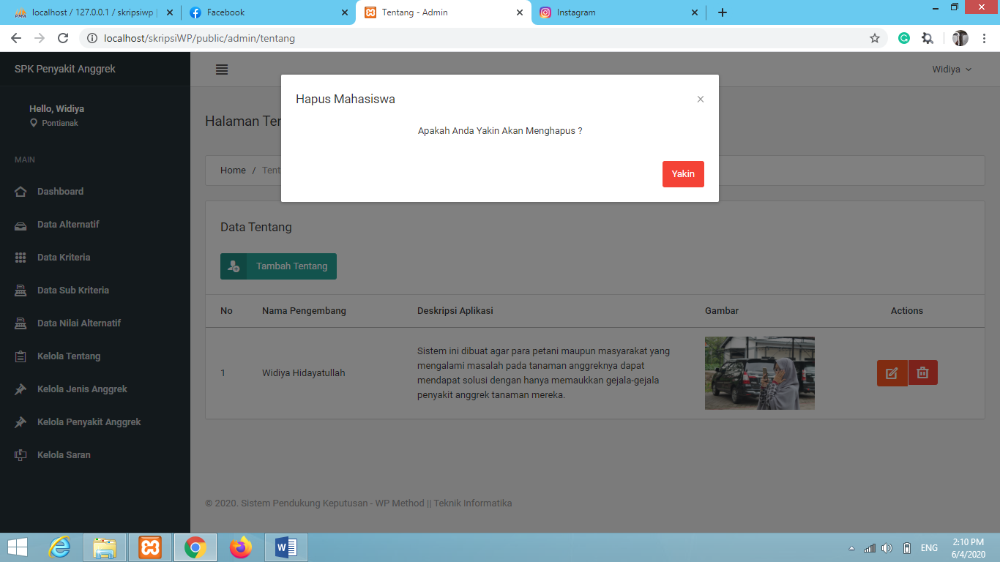 localhost / 127.0.0.1 / skripsiwp |
Facebook
Tentang - Admin
Instagram
localhost/skripsiWP/public/admin/tentang
SPK Penyakit Anggrek
Widiya
Hello, Widiya
Pontianak
MAIN
Dashboard
Data Alternatif
Data Kriteria
Data Sub Kriteria
Data Nilai Alternatif
Kelola Tentang
Kelola Jenis Anggrek
Kelola Penyakit Anggrek
Kelola Saran
Hapus Mahasiswa
×
Apakah Anda Yakin Akan Menghapus ?
Yakin
Halaman Ten
Home / Tent
Data Tentang
Tambah Tentang
No Nama Pengembang Deskripsi Aplikasi Gambar Actions
1 Widiya Hidayatullah
Sistem ini dibuat agar para petani maupun masyarakat yang
mengalami masalah pada tanaman anggreknya dapat
mendapat solusi dengan hanya memaukkan gejala-gejala
penyakit anggrek tanaman mereka.
© 2020. Sistem Pendukung Keputusan - WP Method || Teknik Informatika
ENG
2:10 PM
6/4/2020